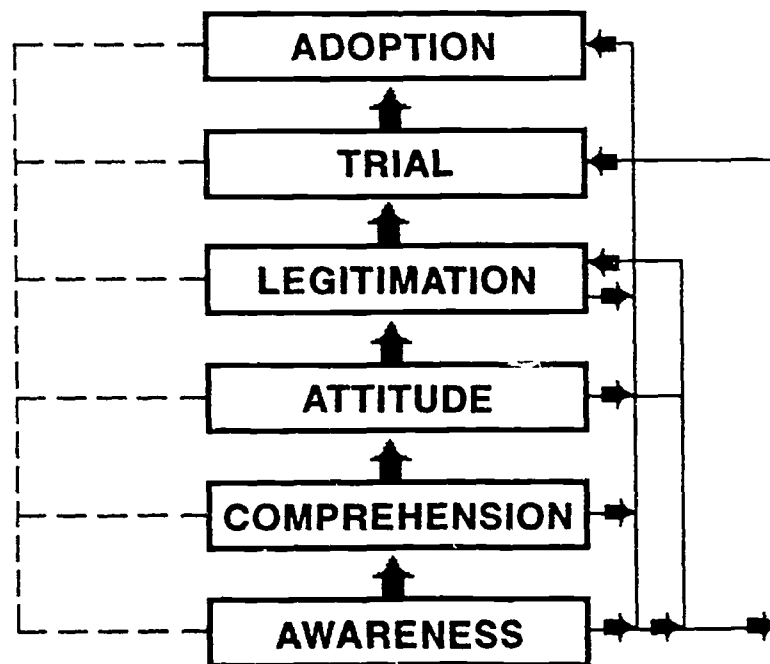 ADOPTION
TRIAL
LEGITIMATION
ATTITUDE
COMPREHENSION
AWARENESS